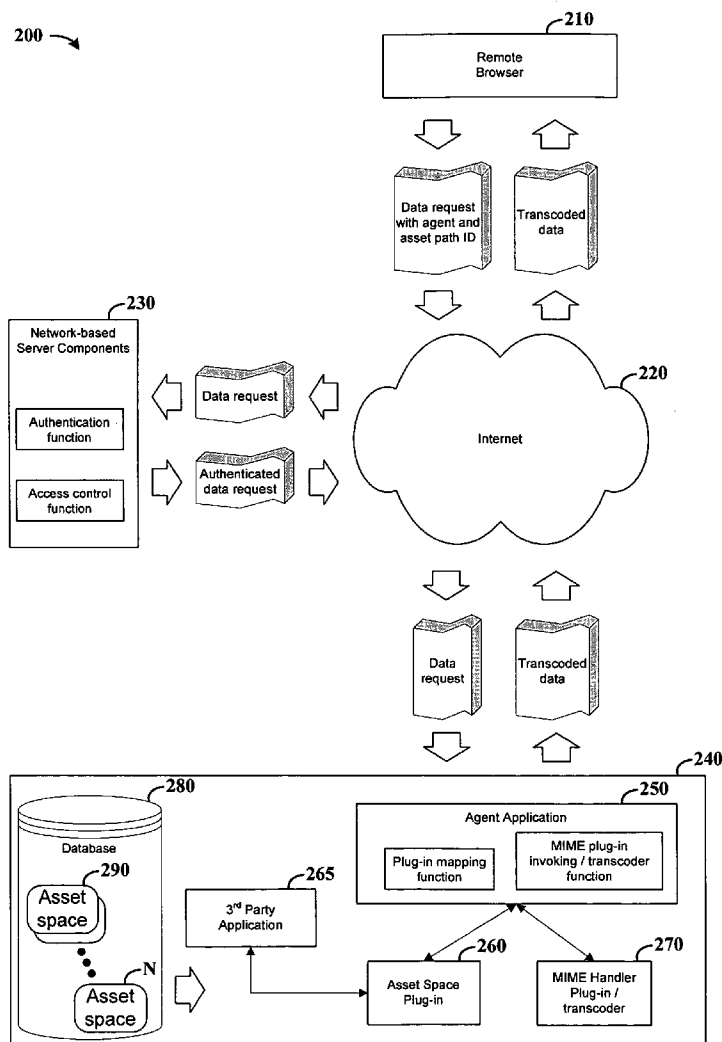 200
210
Remote
Browser
Data request
with agent and
asset path ID
Transcoded
data
230
Network-based
Server Components
Authentication
function
Access control
function
Data request
Authenticated
data request
220
Internet
Data
request
Transcoded
data
240
280
Database
290
Asset
space
N
Asset
space
265
3rd Party
Application
250
Agent Application
Plug-in mapping
function
MIME plug-in
invoking / transcoder
function
260
Asset Space
Plug-in
270
MIME Handler
Plug-in /
transcoder